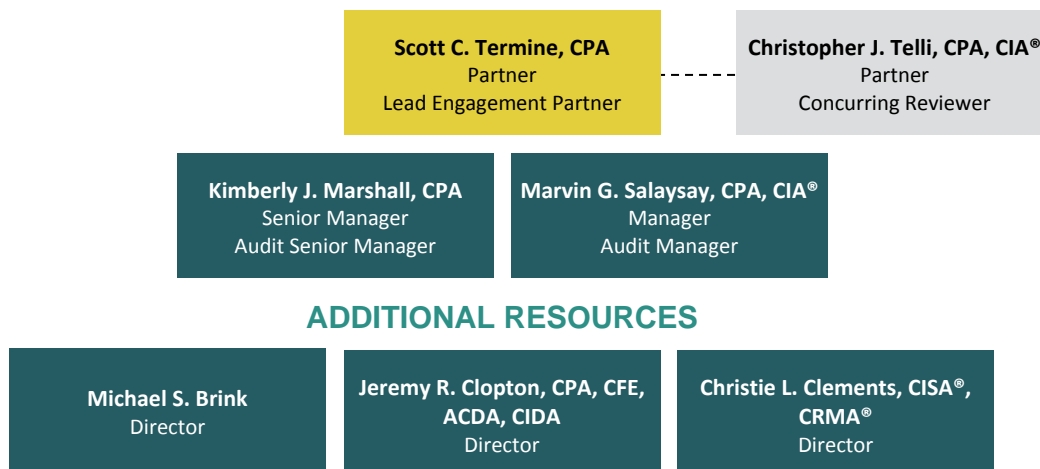 Scott C. Termine, CPA
Partner
Lead Engagement Partner
Christopher J. Telli, CPA, CIA®
Partner
Concurring Reviewer
Kimberly J. Marshall, CPA
Senior Manager
Audit Senior Manager
Marvin G. Salaysay, CPA, CIA®
Manager
Audit Manager
ADDITIONAL RESOURCES
Michael S. Brink
Director
Jeremy R. Clopton, CPA, CFE,
ACDA, CIDA
Director
Christie L. Clements, CISA®,
CRMA®
Director